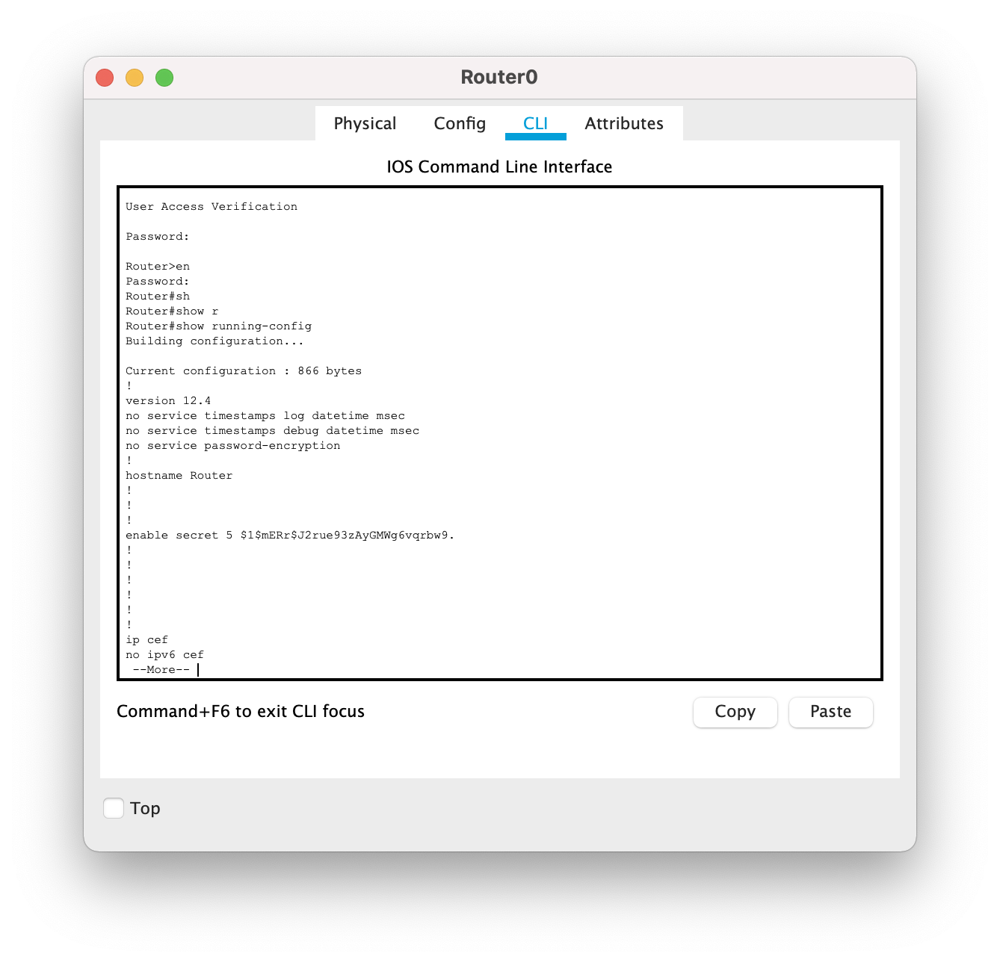 Router0
Physical Config CLI Attributes
IOS Command Line Interface
User Access Verification
Password:
Router>en
Password:
Router#sh
Router#show r
Router#show running-config
Building configuration...
Current configuration : 866 bytes
!
version 12.4
no service timestamps log datetime msec
no service timestamps debug datetime msec
no service password-encryption
!
hostname Router
!
!
!
enable secret 5 $1$mERr$J2rue93zAyGMWg6vqrbw9.
!
!
!
!
!
!
ip cef
no ipv6 cef
--More--
Command+F6 to exit CLI focus
Copy Paste
Top